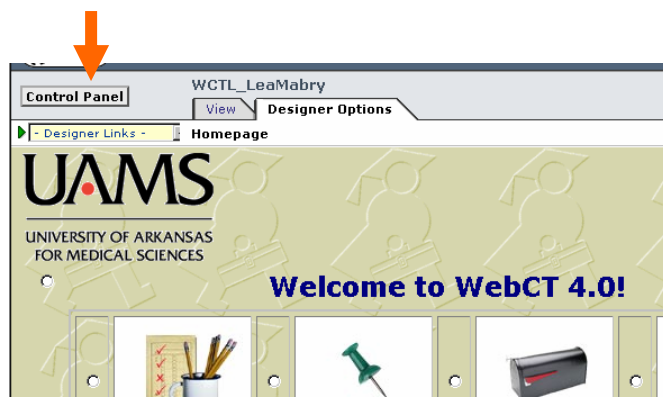 WCTL_LeaMabry
Control Panel
View Designer Options
- Designer Links - Homepage
UAMS
UNIVERSITY OF ARKANSAS
FOR MEDICAL SCIENCES
Welcome to WebCT 4.0!